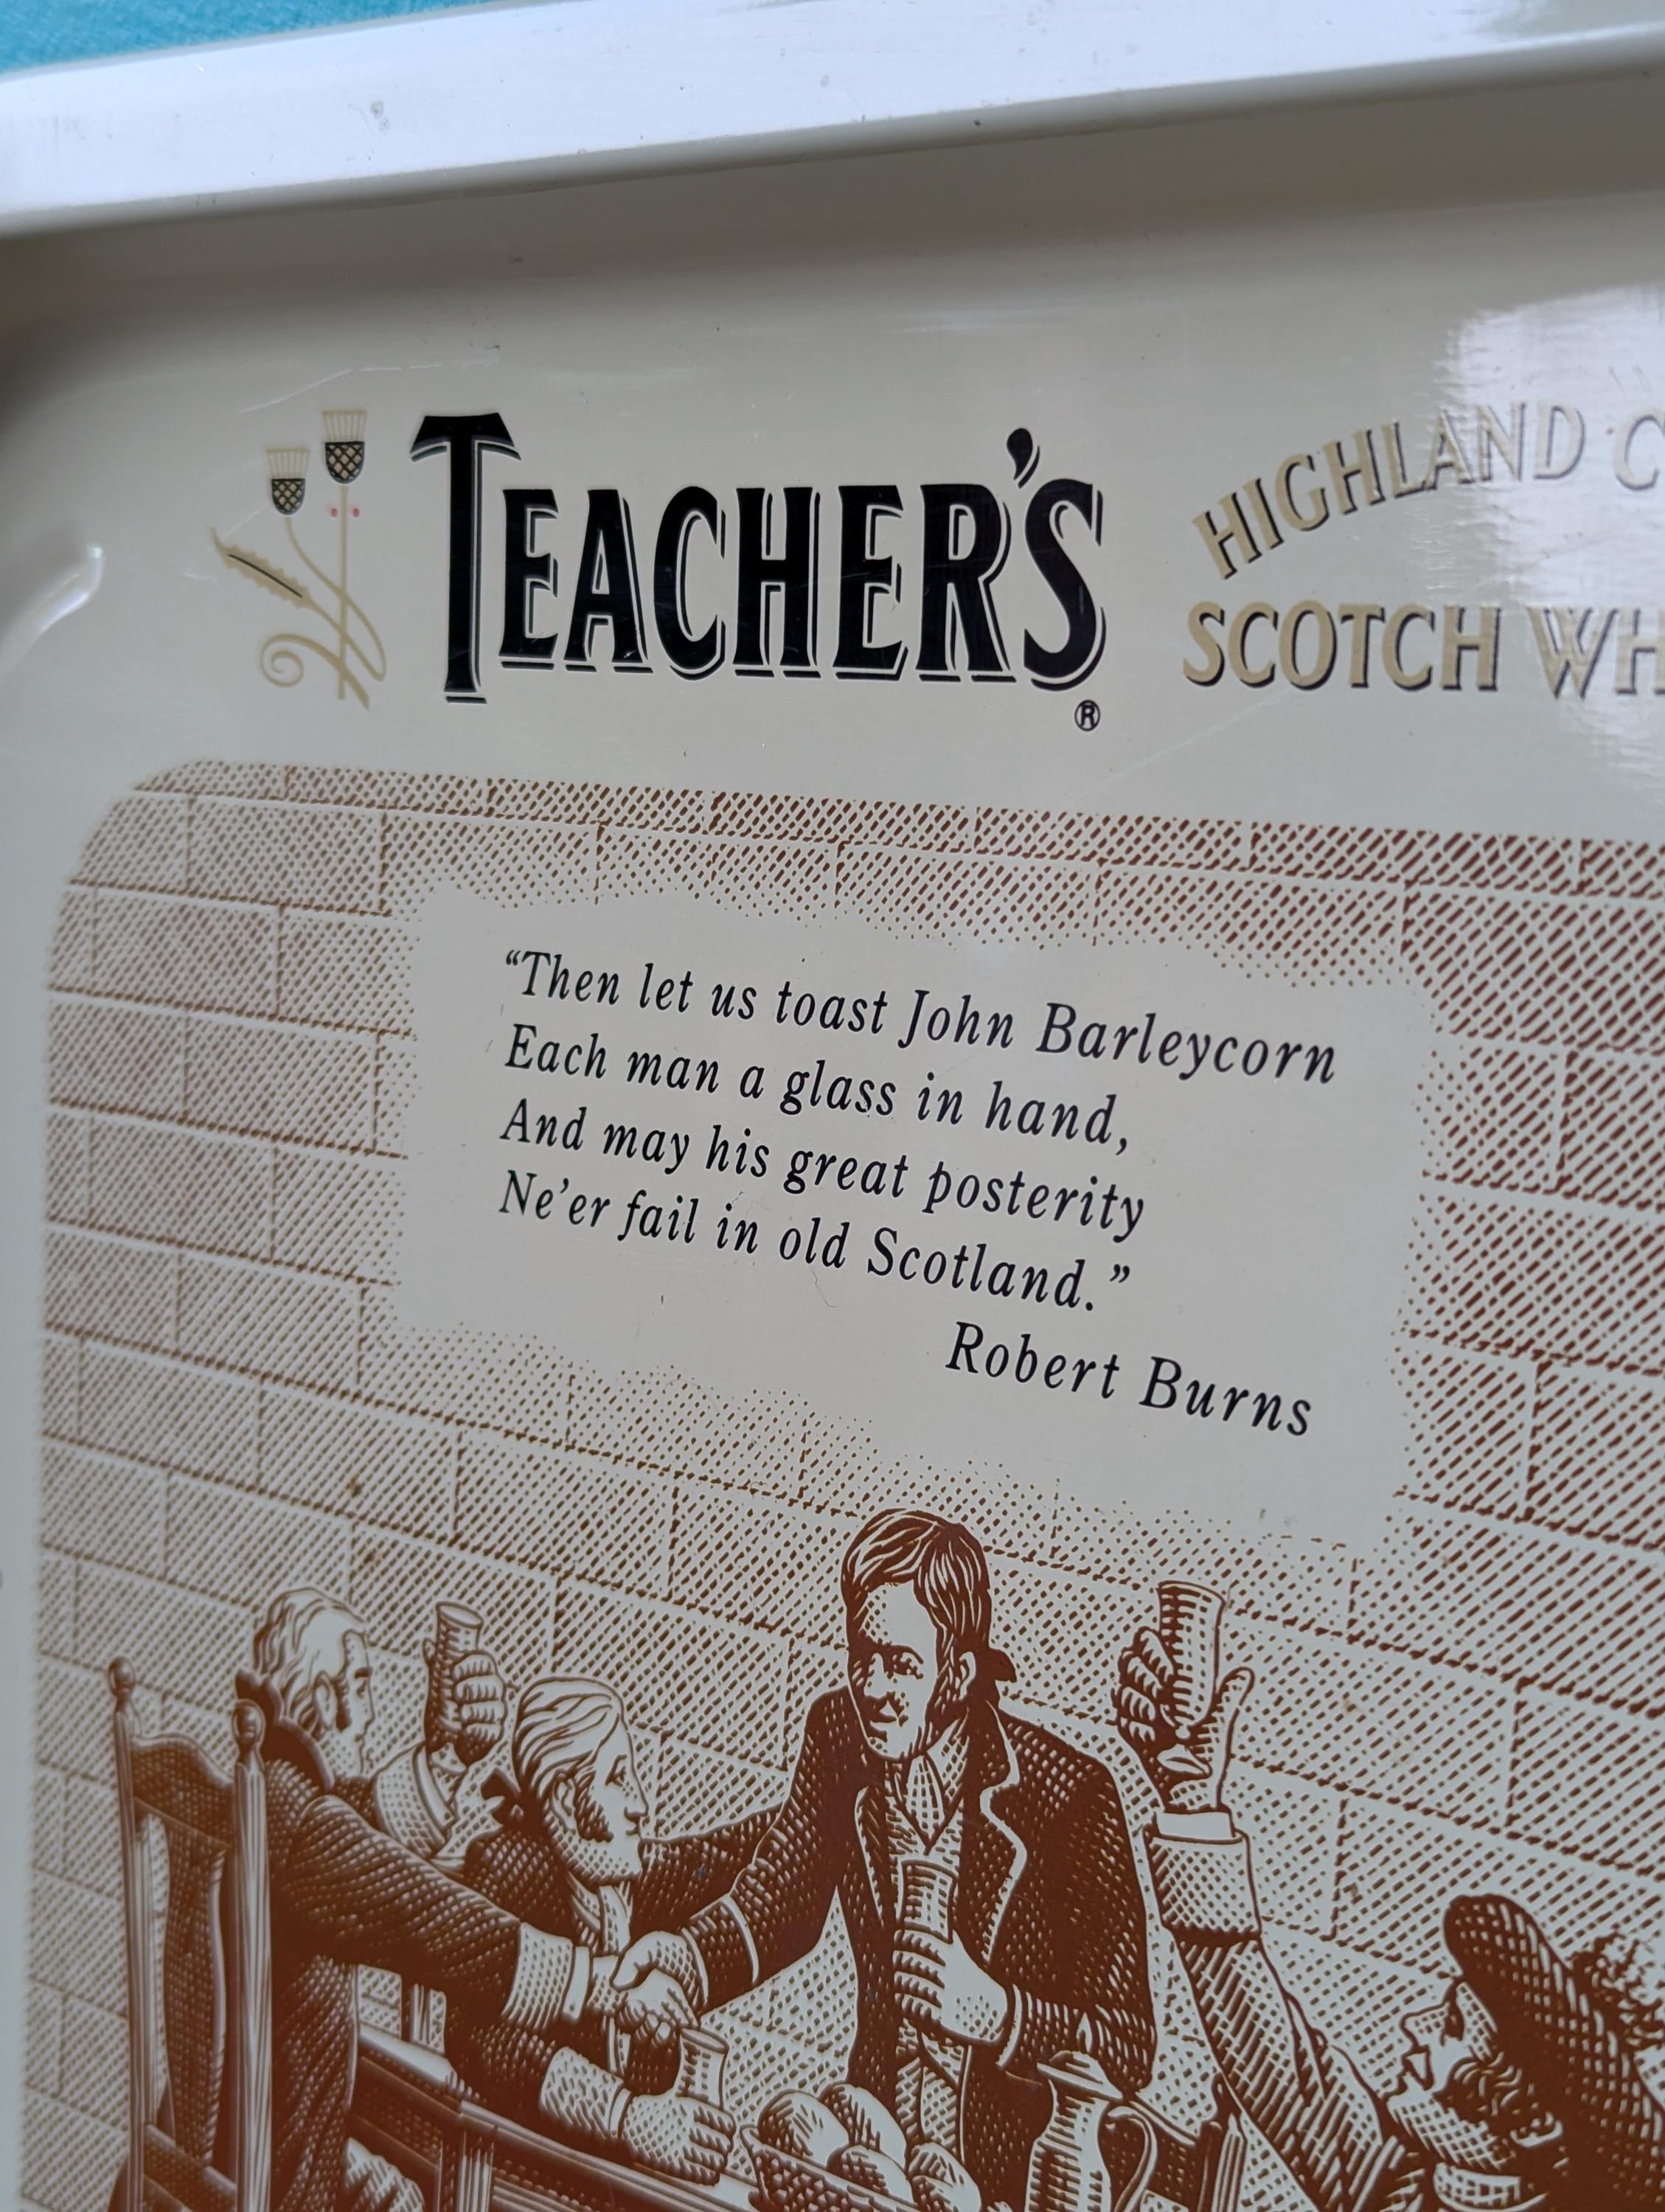 TEACHER'S
®
HIGHLAND
SCOTCH
“Then let us toast John Barleycorn
Each man a glass in hand,
And may his great posterity
Ne’er fail in old Scotland.”
Robert Burns